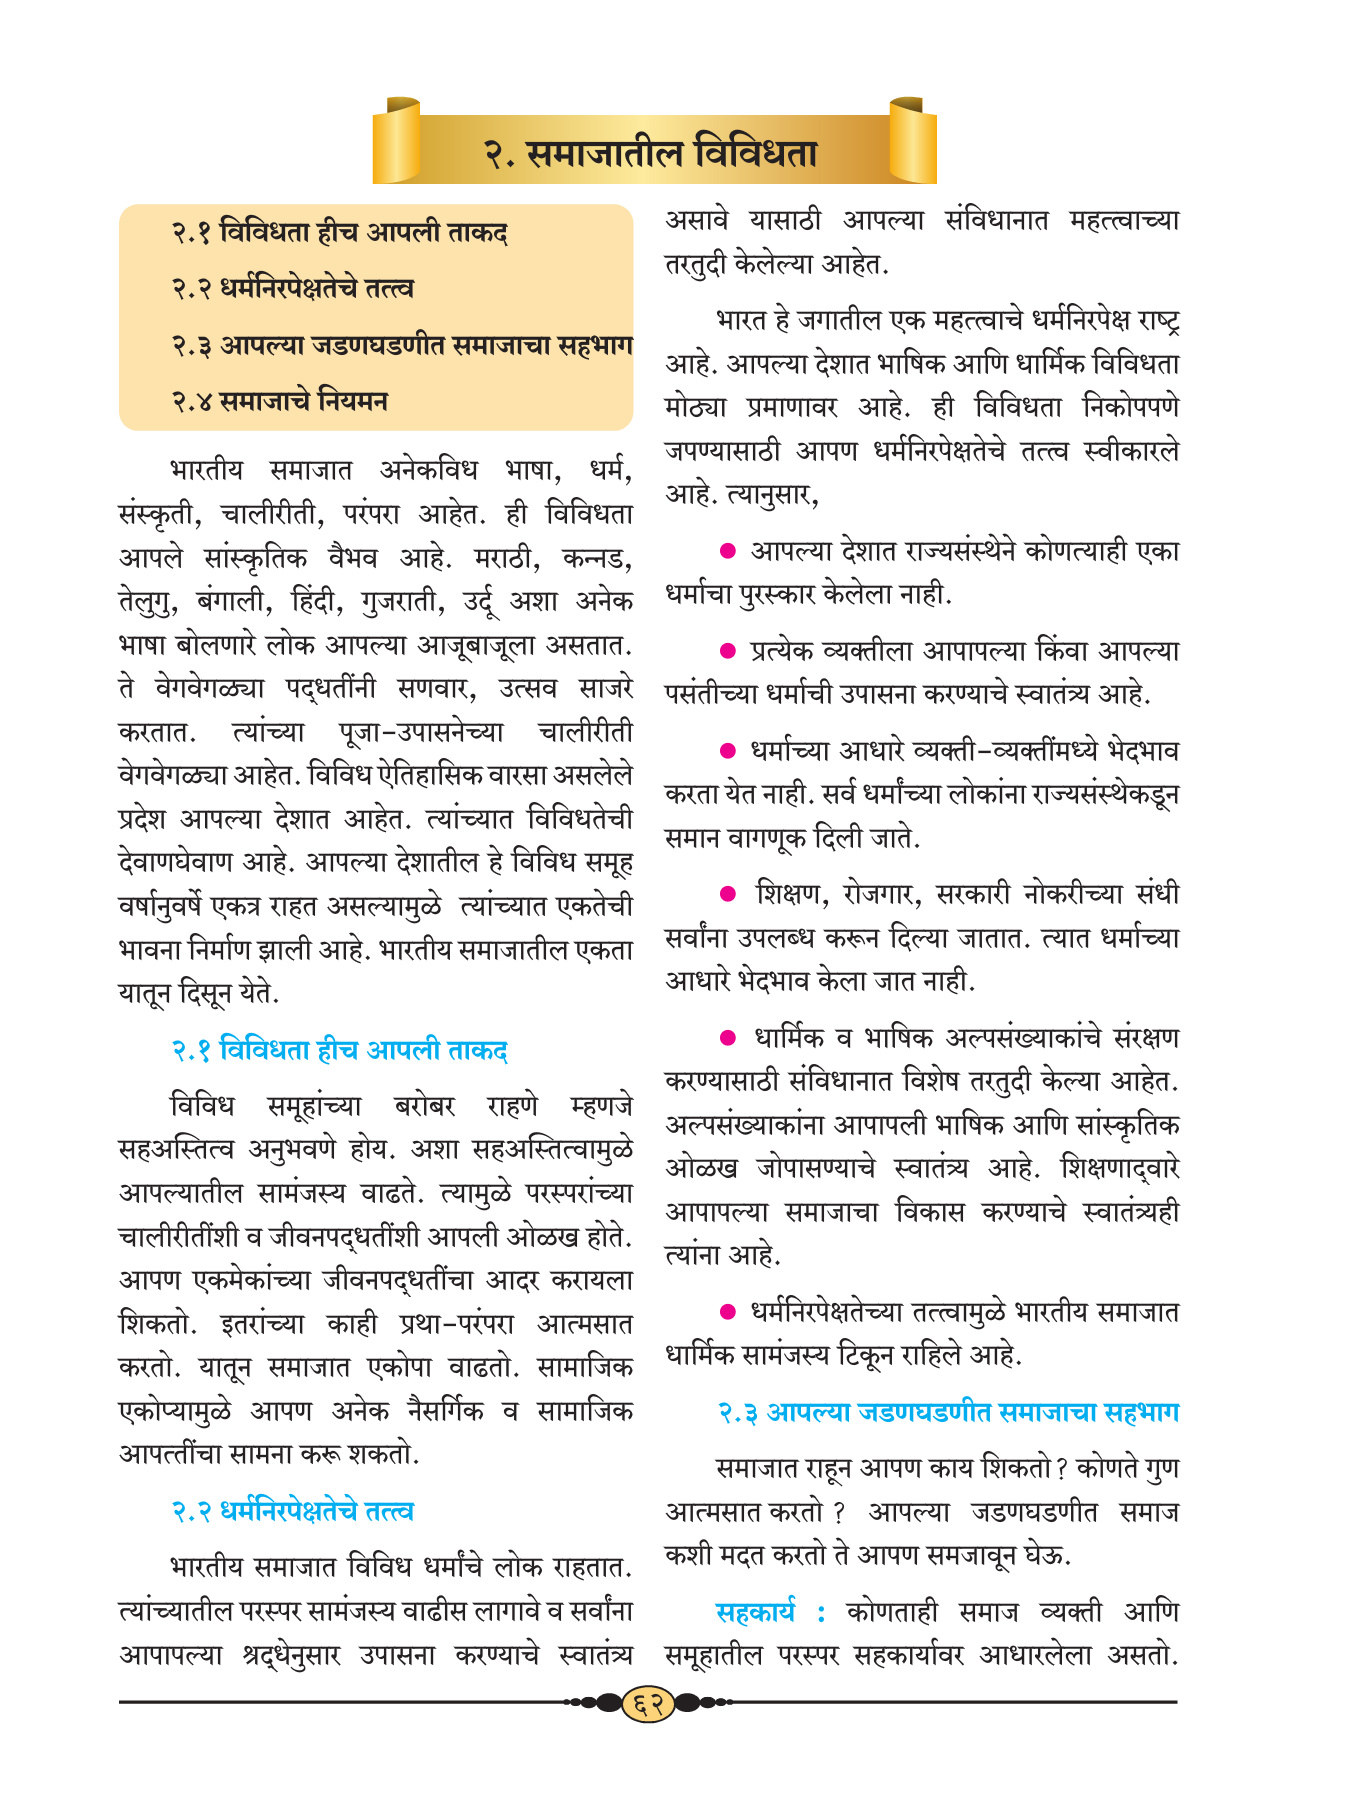 २. समाजातील विविधता
२.१ विविधता हीच आपली ताकद
२.२ धर्मनिरपेक्षतेचे तत्त्व
२.३ आपल्या जडणघडणीत समाजाचा सहभाग
२.४ समाजाचे नियमन
भारतीय समाजात अनेकविध भाषा, धर्म,
संस्कृती, चालीरीती, परंपरा आहेत. ही विविधता
आपले सांस्कृतिक वैभव आहे. मराठी, कन्नड,
तेलुगु, बंगाली, हिंदी, गुजराती, उर्दू अशा अनेक
भाषा बोलणारे लोक आपल्या आजूबाजूला असतात.
ते वेगवेगळ्या पद्धतींनी सणवार, उत्सव साजरे
करतात. त्यांच्या पूजा-उपासनेच्या चालीरीती
वेगवेगळ्या आहेत. विविध ऐतिहासिक वारसा असलेले
प्रदेश आपल्या देशात आहेत. त्यांच्यात विविधतेची
देवाणघेवाण आहे. आपल्या देशातील हे विविध समूह
वर्षानुवर्षे एकत्र राहत असल्यामुळे त्यांच्यात एकतेची
भावना निर्माण झाली आहे. भारतीय समाजातील एकता
यातून दिसून येते.
२.१ विविधता हीच आपली ताकद
विविध समूहांच्या बरोबर राहणे म्हणजे
सहअस्तित्व अनुभवणे होय. अशा सहअस्तित्वामुळे
आपल्यातील सामंजस्य वाढते. त्यामुळे परस्परांच्या
चालीरीतींशी व जीवनपद्धतींशी आपली ओळख होते.
आपण एकमेकांच्या जीवनपद्धतींचा आदर करायला
शिकतो. इतरांच्या काही प्रथा-परंपरा आत्मसात
करतो. यातून समाजात एकोपा वाढतो. सामाजिक
एकोप्यामुळे आपण अनेक नैसर्गिक व सामाजिक
आपत्तींचा सामना करू शकतो.
२.२ धर्मनिरपेक्षतेचे तत्त्व
भारतीय समाजात विविध धर्मांचे लोक राहतात.
त्यांच्यातील परस्पर सामंजस्य वाढीस लागावे व सर्वांना
आपापल्या श्रद्धेनुसार उपासना करण्याचे स्वातंत्र्य
असावे यासाठी आपल्या संविधानात महत्त्वाच्या
तरतुदी केलेल्या आहेत.
भारत हे जगातील एक महत्त्वाचे धर्मनिरपेक्ष राष्ट्र
आहे. आपल्या देशात भाषिक आणि धार्मिक विविधता
मोठ्या प्रमाणावर आहे. ही विविधता निकोपपणे
जपण्यासाठी आपण धर्मनिरपेक्षतेचे तत्त्व स्वीकारले
आहे. त्यानुसार,
● आपल्या देशात राज्यसंस्थेने कोणत्याही एका
धर्माचा पुरस्कार केलेला नाही.
● प्रत्येक व्यक्तीला आपापल्या किंवा आपल्या
पसंतीच्या धर्माची उपासना करण्याचे स्वातंत्र्य आहे.
● धर्माच्या आधारे व्यक्ती-व्यक्तींमध्ये भेदभाव
करता येत नाही. सर्व धर्मांच्या लोकांना राज्यसंस्थेकडून
समान वागणूक दिली जाते.
● शिक्षण, रोजगार, सरकारी नोकरीच्या संधी
सर्वांना उपलब्ध करून दिल्या जातात. त्यात धर्माच्या
आधारे भेदभाव केला जात नाही.
● धार्मिक व भाषिक अल्पसंख्याकांचे संरक्षण
करण्यासाठी संविधानात विशेष तरतुदी केल्या आहेत.
अल्पसंख्याकांना आपापली भाषिक आणि सांस्कृतिक
ओळख जोपासण्याचे स्वातंत्र्य आहे. शिक्षणाद्वारे
आपापल्या समाजाचा विकास करण्याचे स्वातंत्र्यही
त्यांना आहे.
● धर्मनिरपेक्षतेच्या तत्त्वामुळे भारतीय समाजात
धार्मिक सामंजस्य टिकून राहिले आहे.
२.३ आपल्या जडणघडणीत समाजाचा सहभाग
समाजात राहून आपण काय शिकतो? कोणते गुण
आत्मसात करतो ? आपल्या जडणघडणीत समाज
कशी मदत करतो ते आपण समजावून घेऊ.
सहकार्य : कोणताही समाज व्यक्ती आणि
समूहातील परस्पर सहकार्यावर आधारलेला असतो.
६२